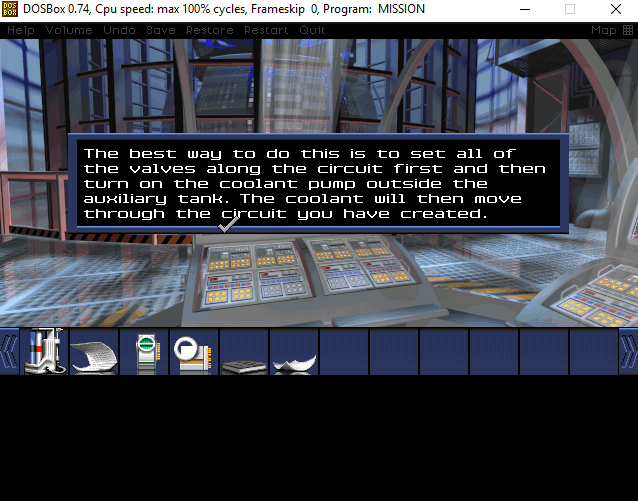 DOS BOX
DOSBox 0.74, Cpu speed: max 100% cycles, Frameskip 0, Program: MISSION
Help Volume Undo Save Restore Restart Quit Map
The best way to do this is to set all of
the valves along the circuit first and then
turn on the coolant pump outside the
auxiliary tank. The coolant will then move
through the circuit you have created.